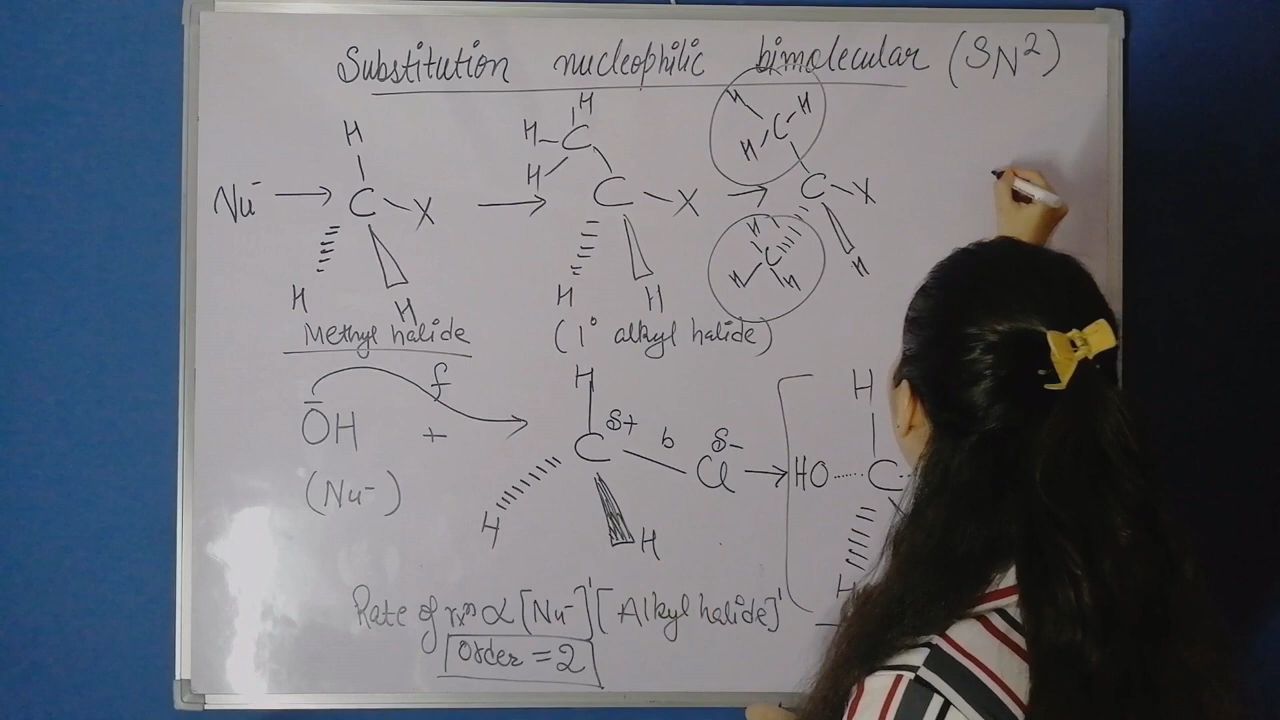 Substitution nucleophilic bimolecular (SN²)
H
H H–C H
H H H C
Nu⁻ → C–X → C–X → C–X
H H H H H C H H H
Methyl halide (1° alkyl halide)
f H H
ŌH + C δ+ b Cl δ- → [ HO C
(Nu⁻) H H H
Rate of rxⁿ ∝ [Nu⁻]¹[Alkyl halide]¹
order = 2